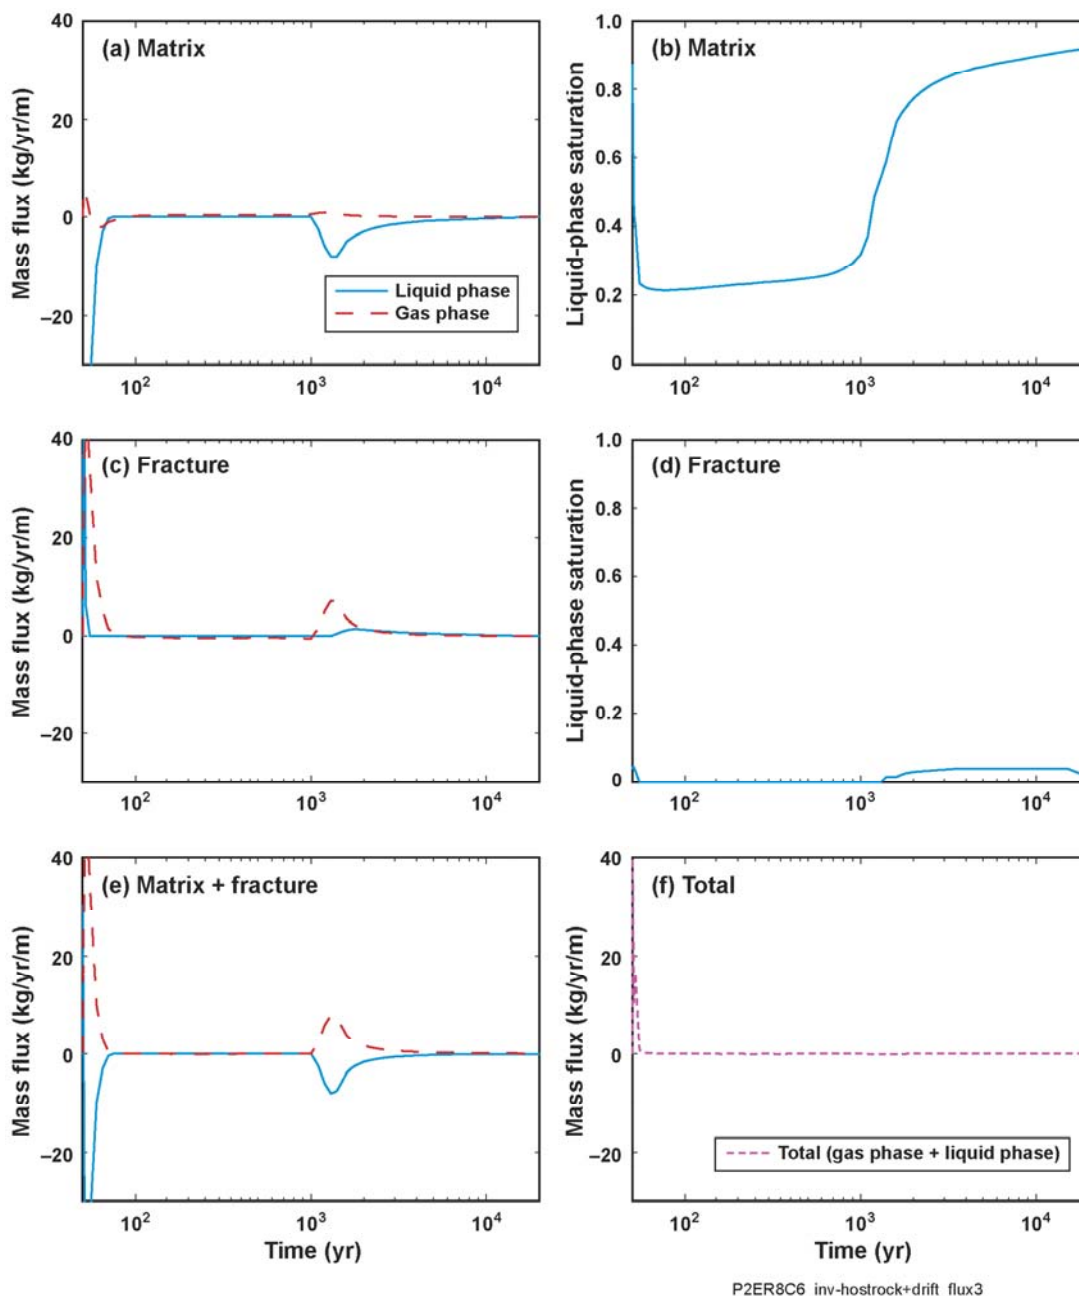 (a) Matrix
Mass flux (kg/yr/m)
40
20
0
–20
Liquid phase
Gas phase
10²
10³
10⁴
(b) Matrix
Liquid-phase saturation
1.0
0.8
0.6
0.4
0.2
0
10²
10³
10⁴
(c) Fracture
Mass flux (kg/yr/m)
40
20
0
–20
10²
10³
10⁴
(d) Fracture
Liquid-phase saturation
1.0
0.8
0.6
0.4
0.2
0
10²
10³
10⁴
(e) Matrix + fracture
Mass flux (kg/yr/m)
40
20
0
–20
10²
10³
10⁴
Time (yr)
(f) Total
Mass flux (kg/yr/m)
40
20
0
–20
Total (gas phase + liquid phase)
10²
10³
10⁴
Time (yr)
P2ER8C6_inv-hostrock+drift_flux3